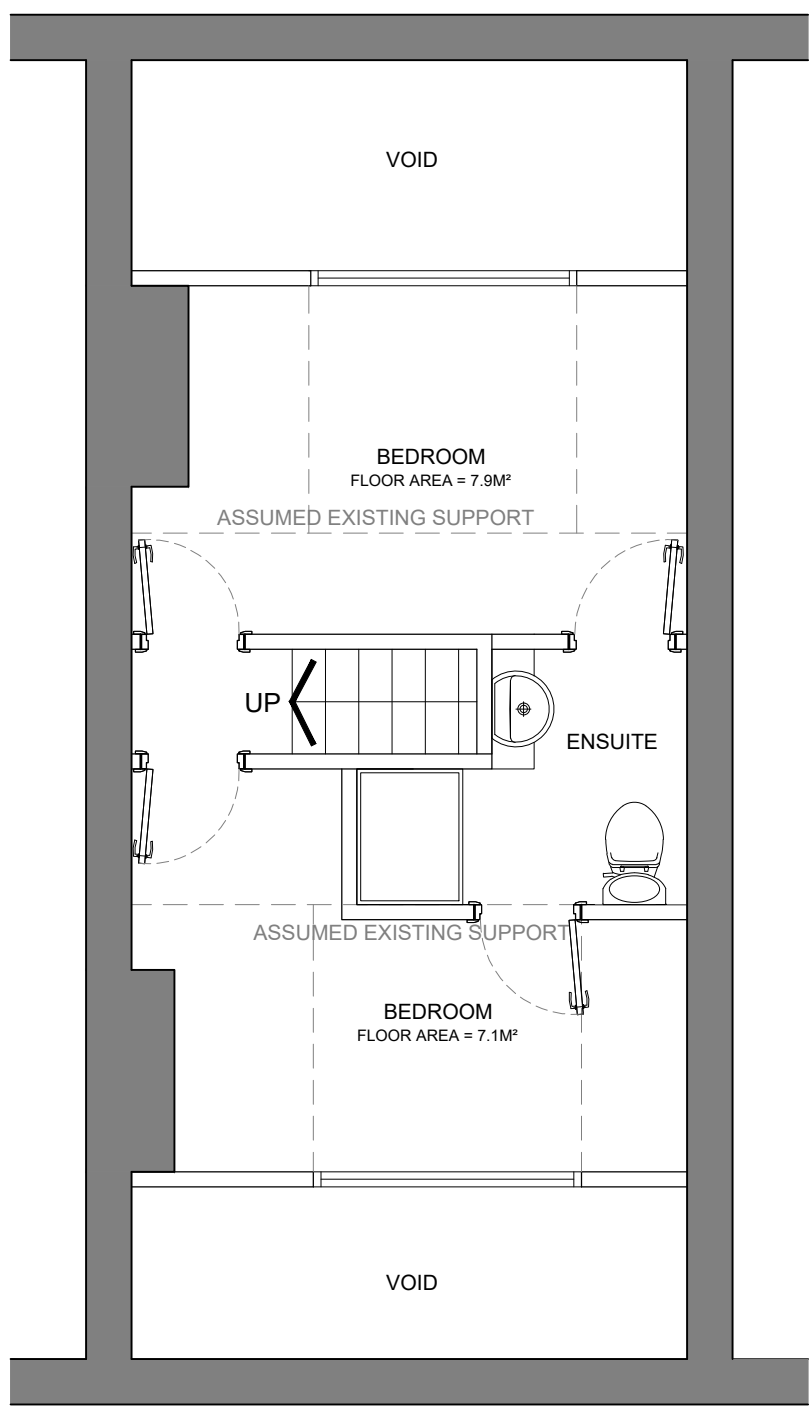 VOID
BEDROOM
FLOOR AREA = 7.9M²
ASSUMED EXISTING SUPPORT
UP
ENSUITE
ASSUMED EXISTING SUPPORT
BEDROOM
FLOOR AREA = 7.1M²
VOID